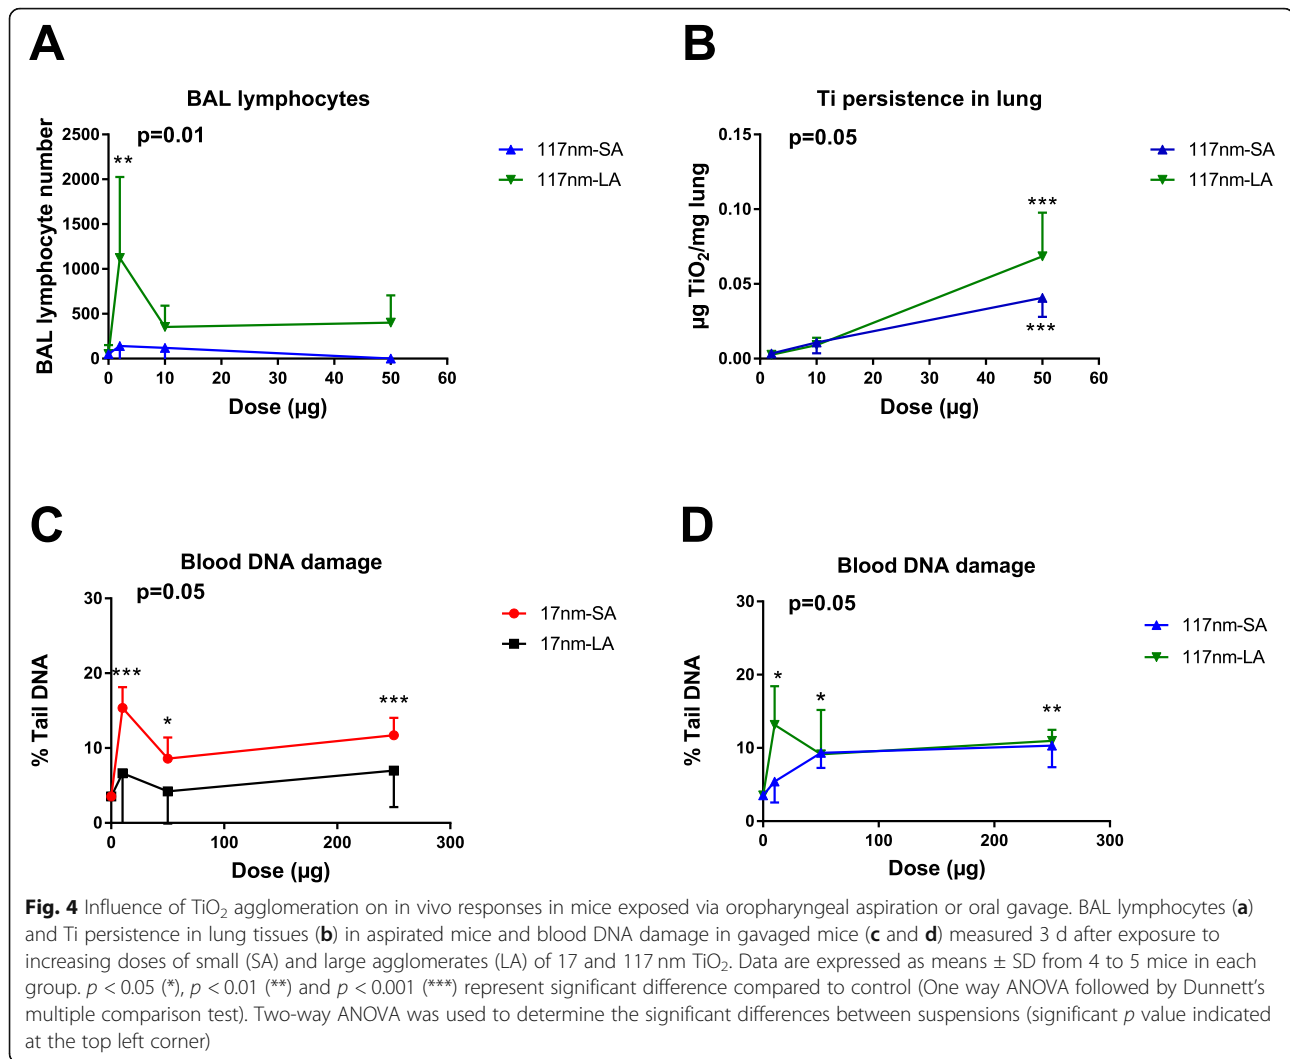 A
B
BAL lymphocytes
Ti persistence in lung
p=0.01
p=0.05
BAL lymphocyte number
2500
2000
1500
1000
500
0
**
0 10 20 30 40 50 60
Dose (µg)
117nm-SA
117nm-LA
µg TiO₂/mg lung
0.15
0.10
0.05
0.00
***
***
0 10 20 30 40 50 60
Dose (µg)
117nm-SA
117nm-LA
C
D
Blood DNA damage
p=0.05
% Tail DNA
30
20
10
0
***
*
***
0 100 200 300
Dose (µg)
17nm-SA
17nm-LA
Blood DNA damage
p=0.05
% Tail DNA
30
20
10
0
*
*
**
0 100 200 300
Dose (µg)
117nm-SA
117nm-LA
Fig. 4 Influence of TiO₂ agglomeration on in vivo responses in mice exposed via oropharyngeal aspiration or oral gavage. BAL lymphocytes (a)
and Ti persistence in lung tissues (b) in aspirated mice and blood DNA damage in gavaged mice (c and d) measured 3 d after exposure to
increasing doses of small (SA) and large agglomerates (LA) of 17 and 117 nm TiO₂. Data are expressed as means ± SD from 4 to 5 mice in each
group. p < 0.05 (*), p < 0.01 (**) and p < 0.001 (***) represent significant difference compared to control (One way ANOVA followed by Dunnett's
multiple comparison test). Two-way ANOVA was used to determine the significant differences between suspensions (significant p value indicated
at the top left corner)